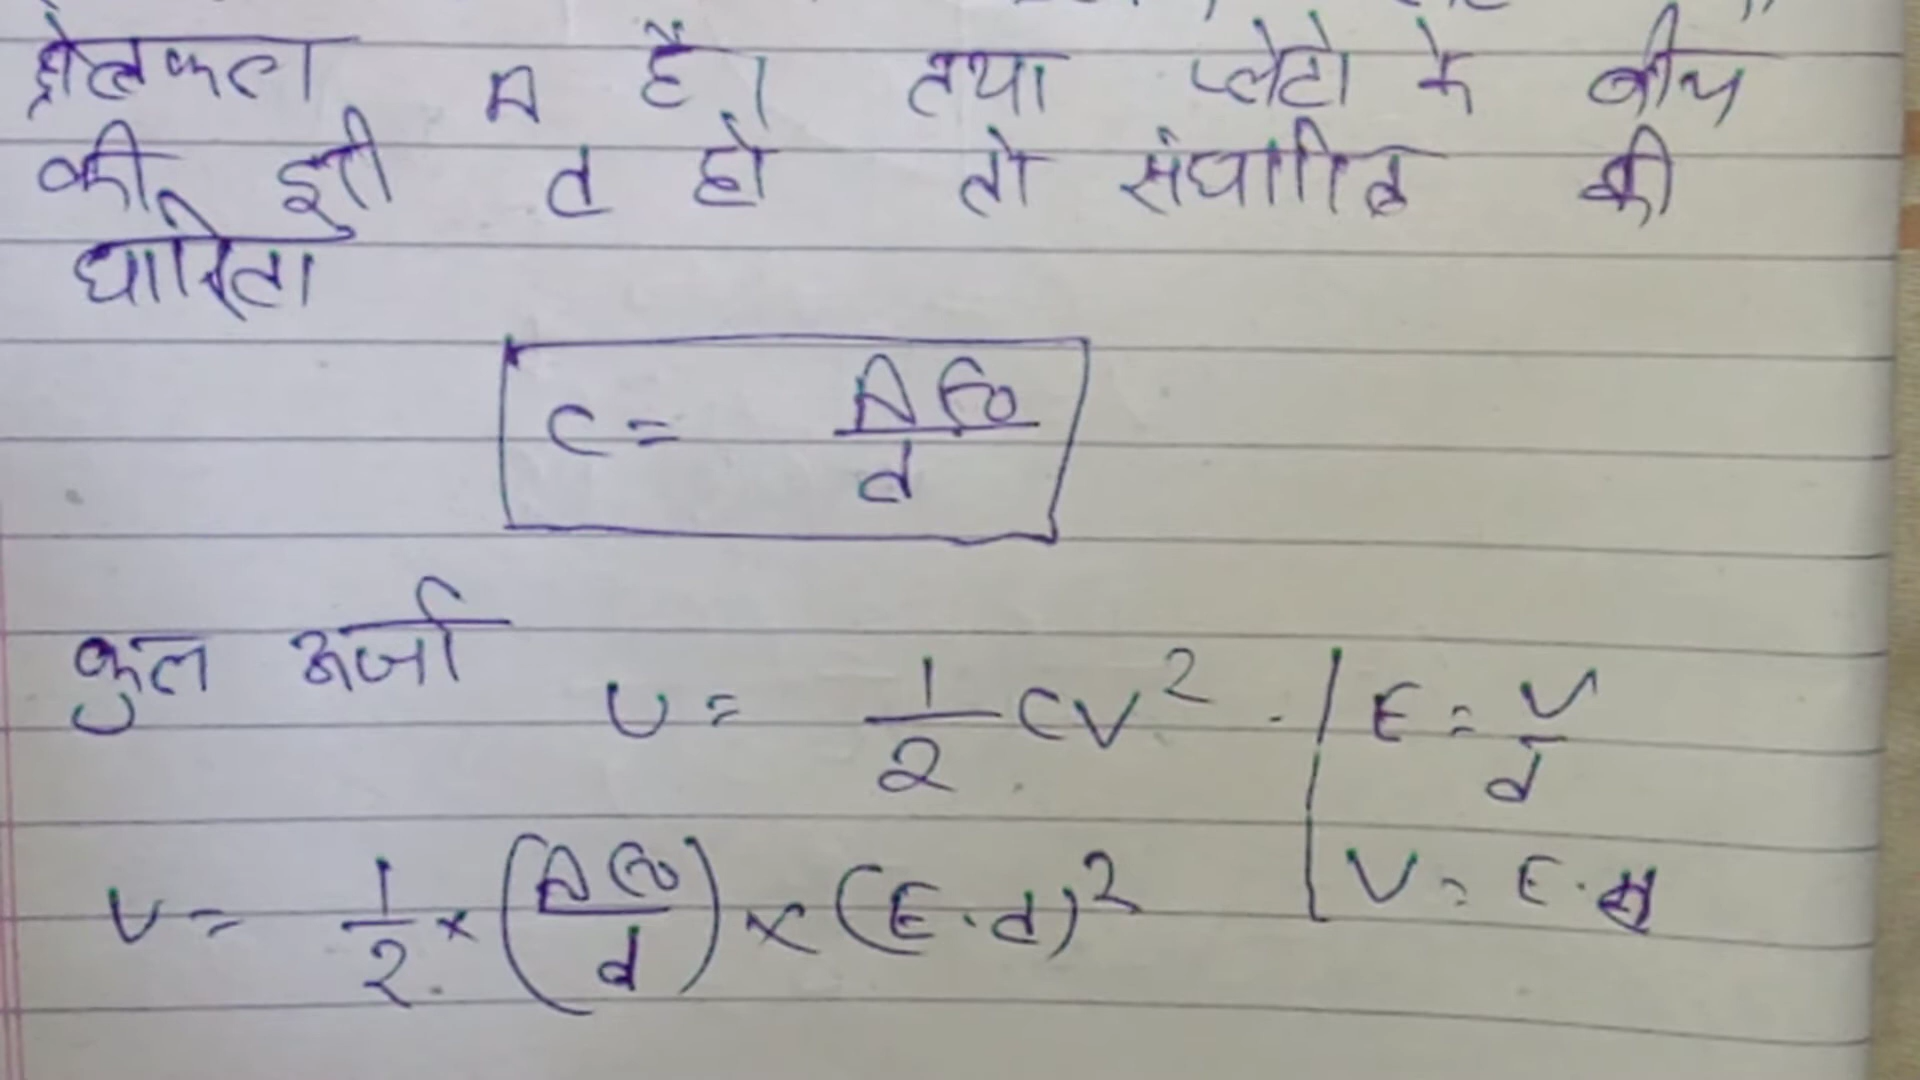 क्षेत्रफल A है। तथा प्लेटो के बीच
की दूरी d हो तो संधारित्र की
धारिता
C = Aε₀/d
कुल ऊर्जा U = 1/2 CV² . | E = V/d
U = 1/2 × (Aε₀/d) × (E.d)² | V = E.d